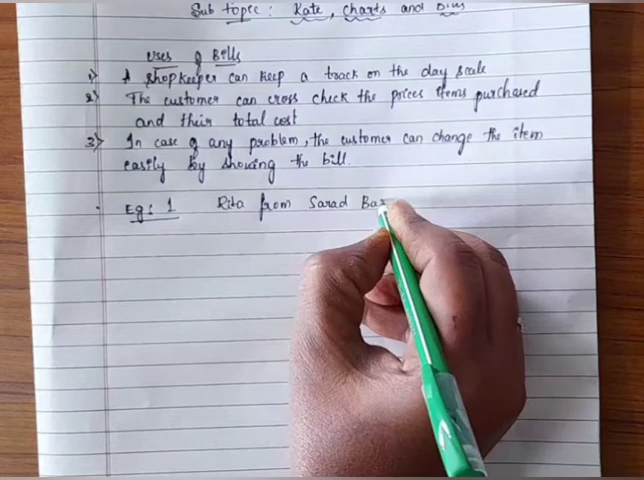 Sub topic : Rate, Charts and Bills
Uses of Bills
1) A shopkeeper can keep a track on the day scale
2) The customer can cross check the prices items purchased
and their total cost
3) In case of any problem, the customer can change the item
easily by showing the bill.
Eg : 1 Rita from Sarad Ba